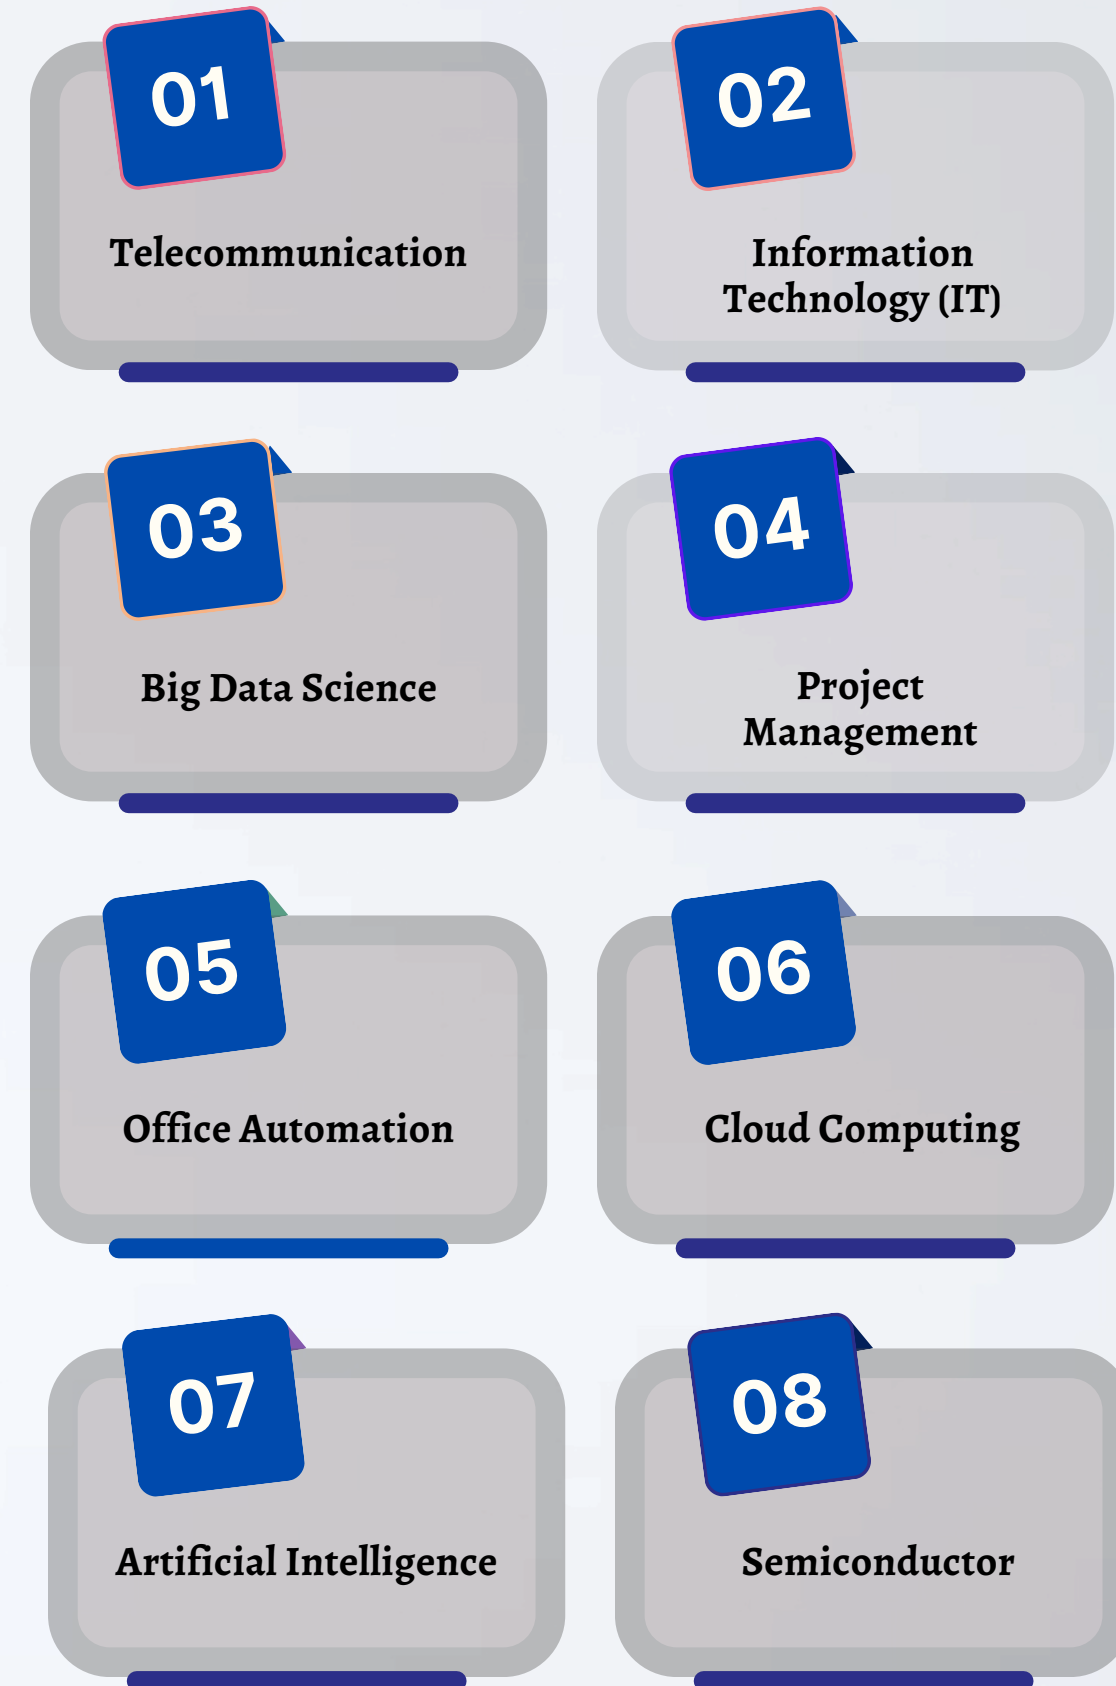 01
Telecommunication
02
Information
Technology (IT)
03
Big Data Science
04
Project
Management
05
Office Automation
06
Cloud Computing
07
Artificial Intelligence
08
Semiconductor